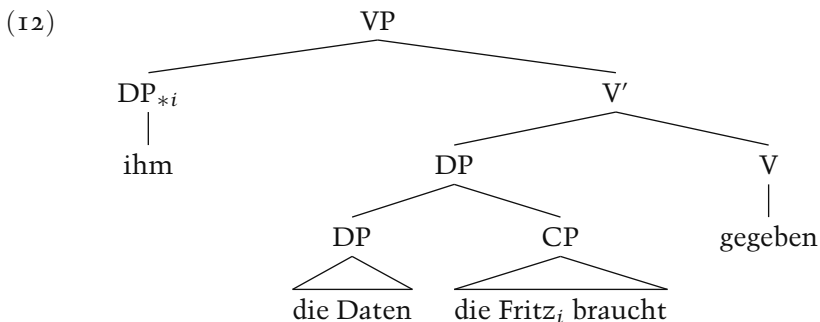 (12) VP
DP*i V′
ihm DP V
DP CP gegeben
die Daten die Fritzi braucht